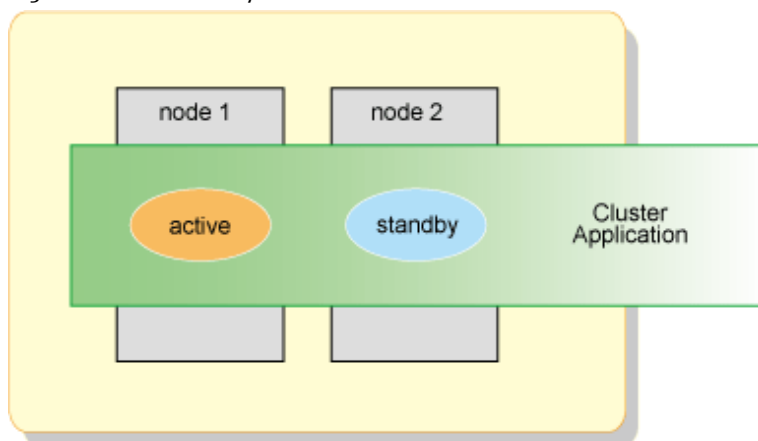 node 1
node 2
active
standby
Cluster
Application